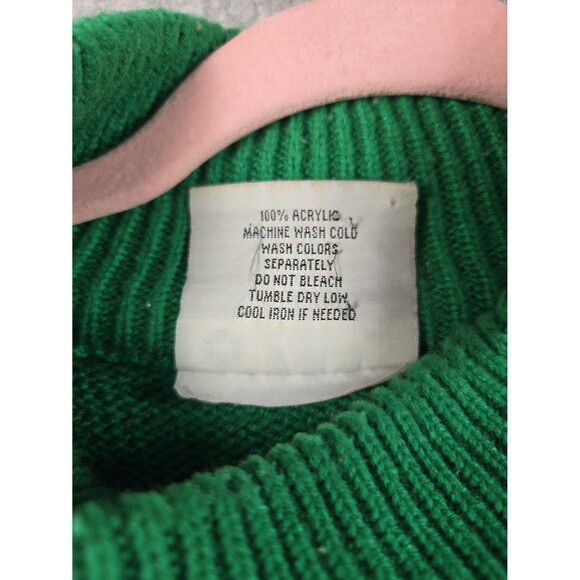 100% ACRYLIC
MACHINE WASH COLD
WASH COLORS
SEPARATELY
DO NOT BLEACH
TUMBLE DRY LOW
COOL IRON IF NEEDED